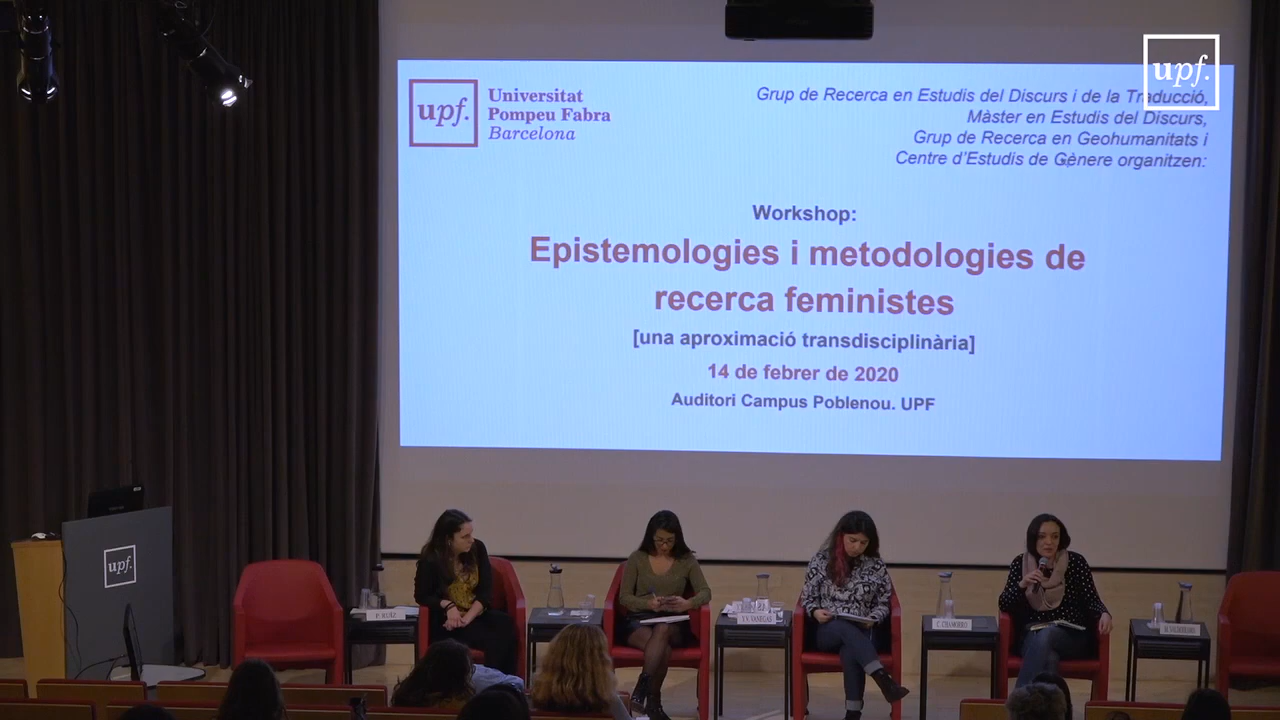 upf.
upf.
Universitat
Pompeu Fabra
Barcelona
Grup de Recerca en Estudis del Discurs i de la Traducció,
Màster en Estudis del Discurs,
Grup de Recerca en Geohumanitats i
Centre d'Estudis de Gènere organitzen:
Workshop:
Epistemologies i metodologies de
recerca feministes
[una aproximació transdisciplinària]
14 de febrer de 2020
Auditori Campus Poblenou. UPF
upf.
Y.V. VANEGAS
C. CHAMORRO